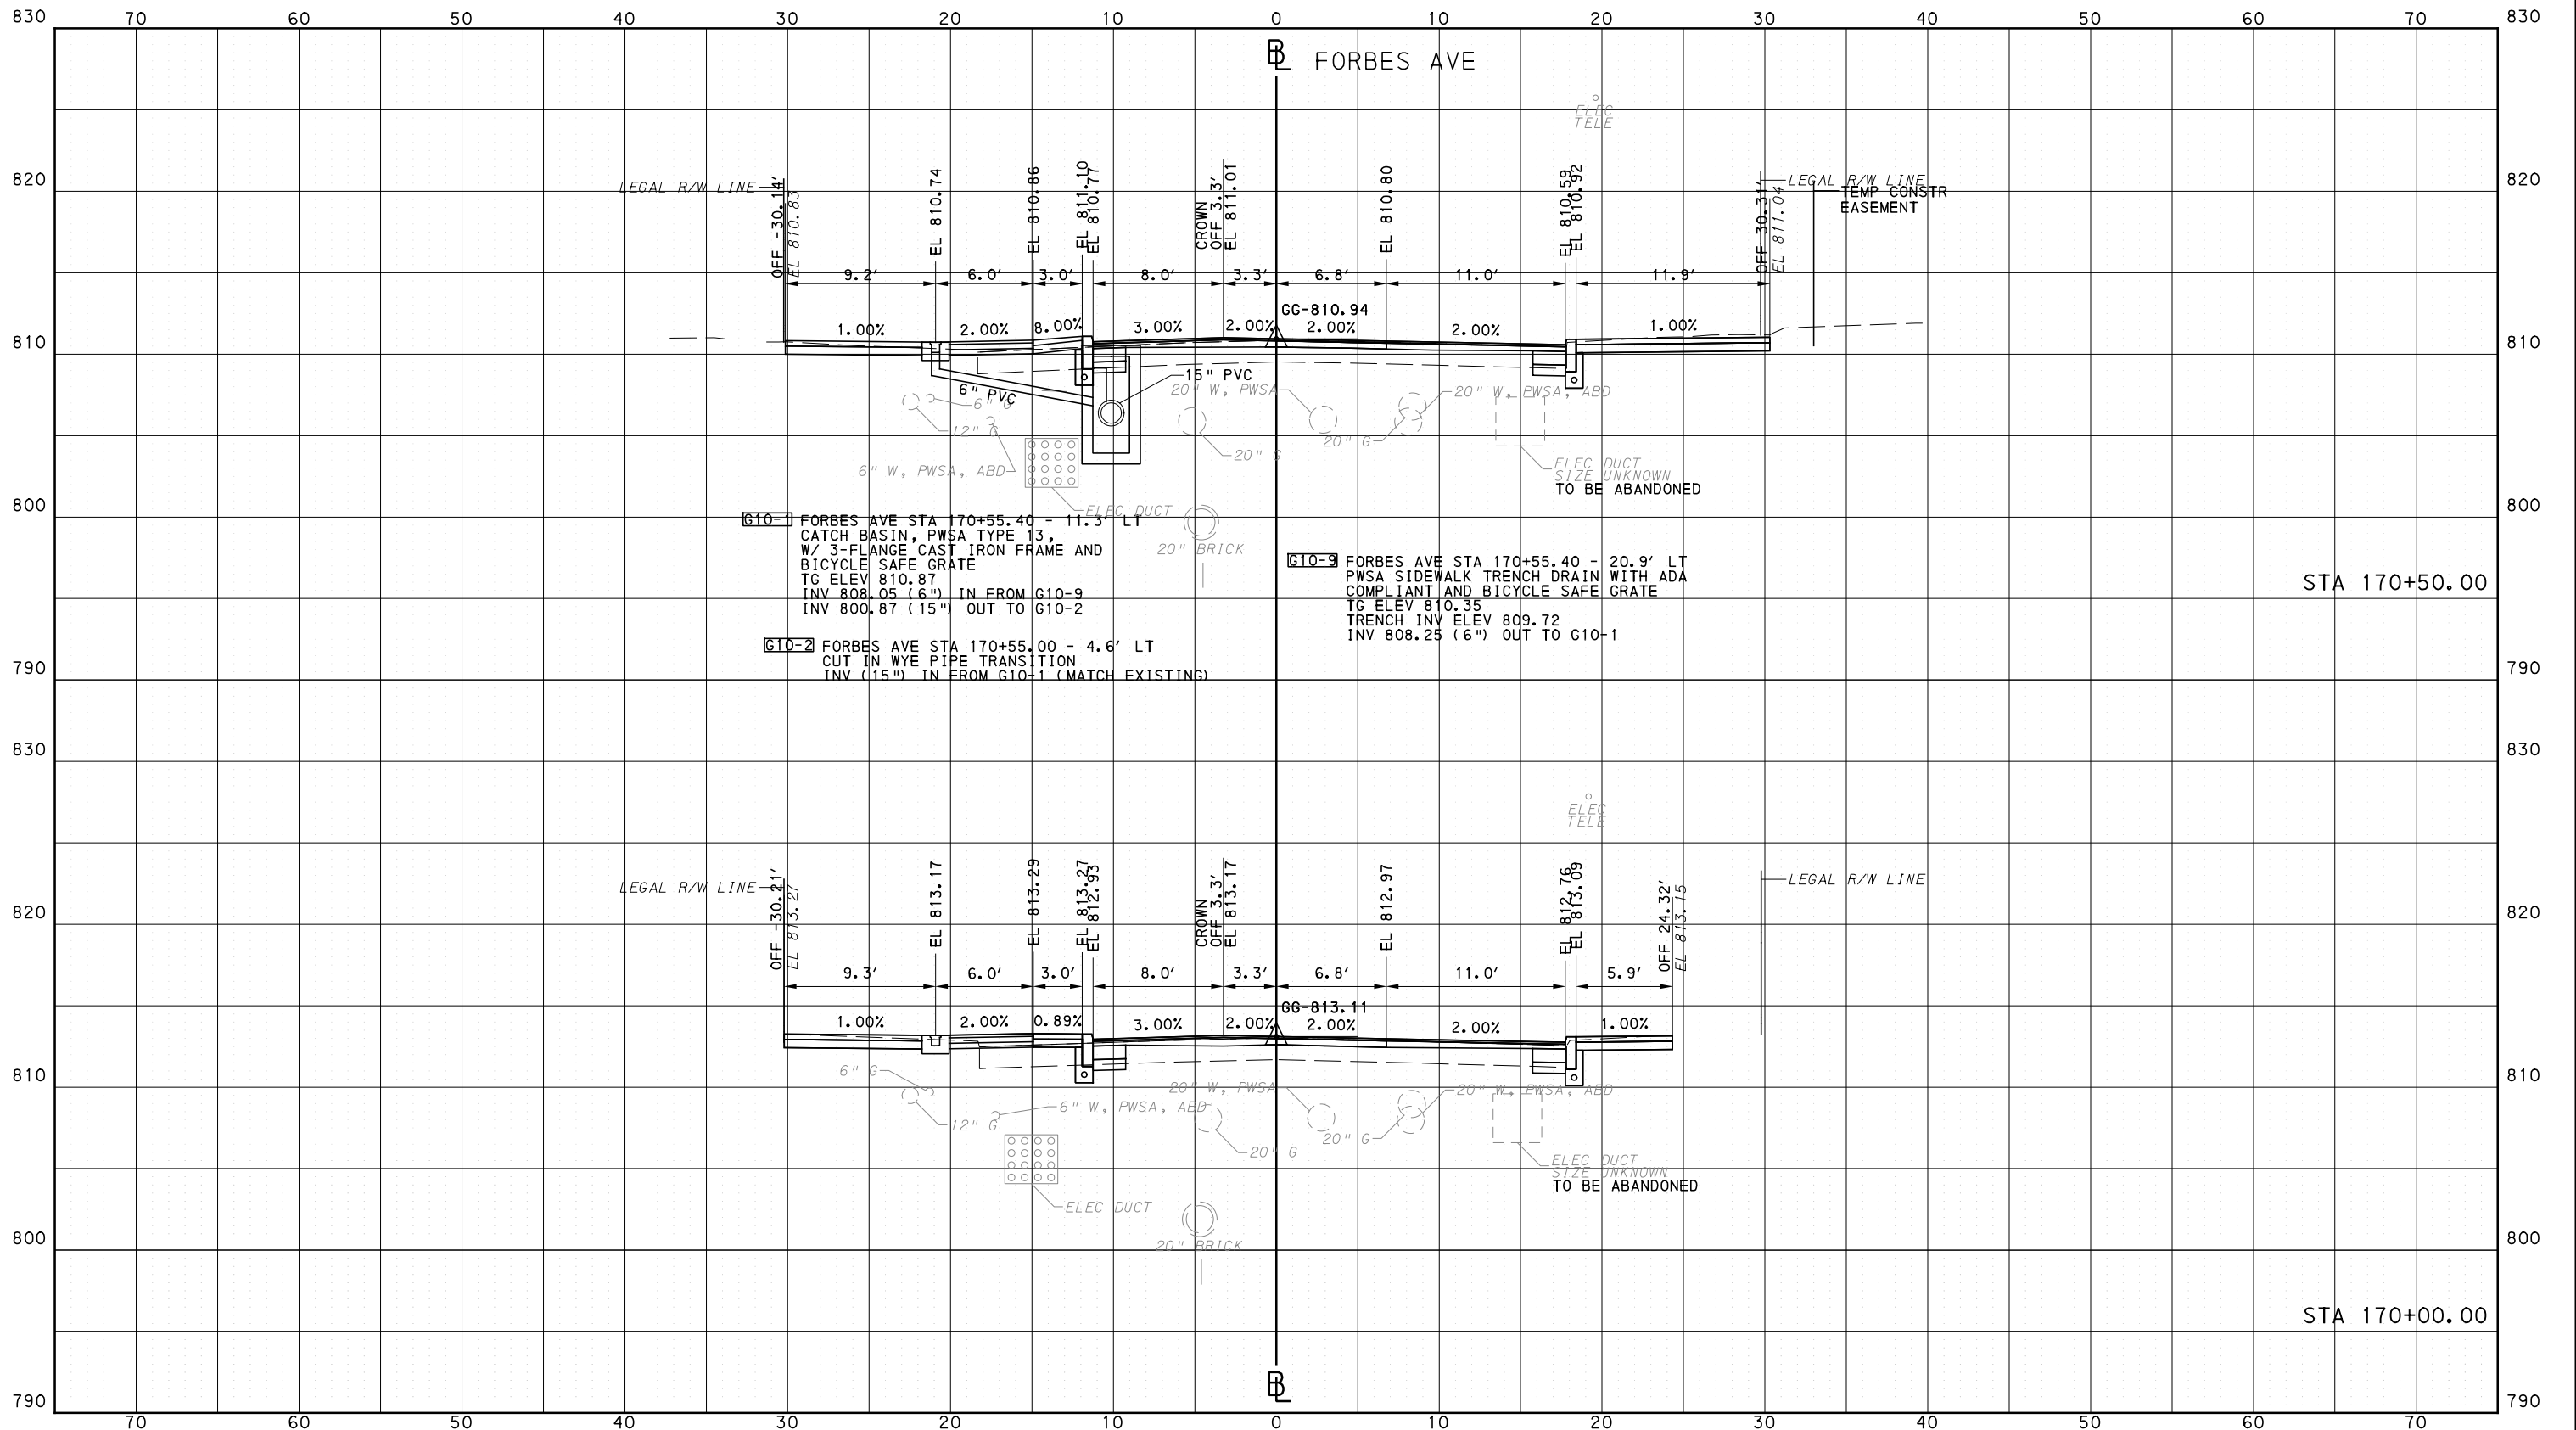 830 70 60 50 40 30 20 10 0 10 20 30 40 50 60 70 830
BL FORBES AVE
ELEC
TELE
820 820
LEGAL R/W LINE
OFF -30.14'
EL 810.83
EL 810.74
EL 810.86
EL 811.10
EL 810.77
CROWN
OFF 3.3'
EL 811.01
EL 810.80
EL 810.59
EL 810.92
OFF 30.31'
EL 811.04
LEGAL R/W LINE
TEMP CONSTR
EASEMENT
9.2' 6.0' 3.0' 8.0' 3.3' 6.8' 11.0' 11.9'
GG-810.94
1.00% 2.00% 8.00% 3.00% 2.00% 2.00% 2.00% 1.00%
810 810
15" PVC
6" PVC
6" G
12" G
20" W, PWSA
20" W, PWSA, ABD
20" G
20" G
6" W, PWSA, ABD
ELEC DUCT
SIZE UNKNOWN
TO BE ABANDONED
800 800
ELEC DUCT
20" BRICK
G10-1 FORBES AVE STA 170+55.40 - 11.3' LT
CATCH BASIN, PWSA TYPE 13,
W/ 3-FLANGE CAST IRON FRAME AND
BICYCLE SAFE GRATE
TG ELEV 810.87
INV 808.05 (6") IN FROM G10-9
INV 800.87 (15") OUT TO G10-2
G10-9 FORBES AVE STA 170+55.40 - 20.9' LT
PWSA SIDEWALK TRENCH DRAIN WITH ADA
COMPLIANT AND BICYCLE SAFE GRATE
TG ELEV 810.35
TRENCH INV ELEV 809.72
INV 808.25 (6") OUT TO G10-1
STA 170+50.00
G10-2 FORBES AVE STA 170+55.00 - 4.6' LT
CUT IN WYE PIPE TRANSITION
INV (15") IN FROM G10-1 (MATCH EXISTING)
790 790
830 830
ELEC
TELE
820 820
LEGAL R/W LINE
OFF -30.21'
EL 813.27
EL 813.17
EL 813.29
EL 813.27
EL 812.93
CROWN
OFF 3.3'
EL 813.17
EL 812.97
EL 812.76
EL 813.09
OFF 24.32'
EL 813.15
LEGAL R/W LINE
9.3' 6.0' 3.0' 8.0' 3.3' 6.8' 11.0' 5.9'
GG-813.11
1.00% 2.00% 0.89% 3.00% 2.00% 2.00% 2.00% 1.00%
810 810
6" G
12" G
6" W, PWSA, ABD
20" W, PWSA
20" W, PWSA, ABD
20" G
20" G
ELEC DUCT
SIZE UNKNOWN
TO BE ABANDONED
ELEC DUCT
20" BRICK
800 800
STA 170+00.00
BL
790 790
70 60 50 40 30 20 10 0 10 20 30 40 50 60 70